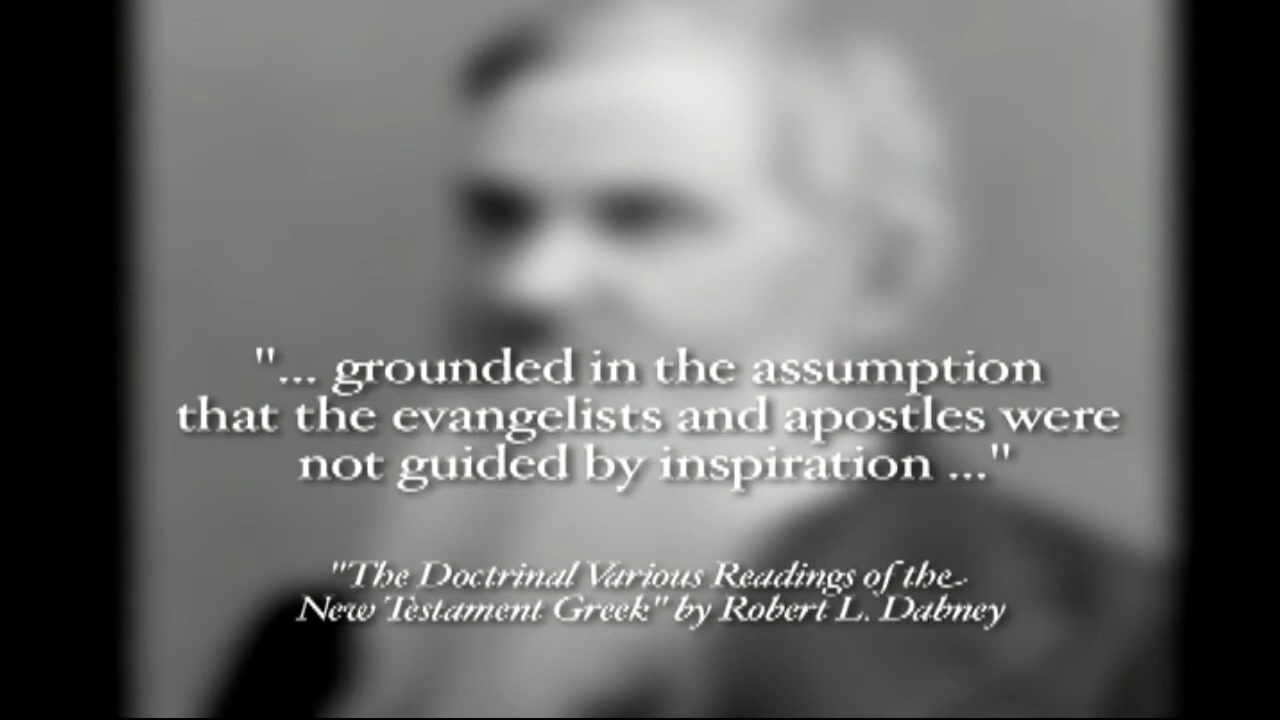 "... grounded in the assumption
that the evangelists and apostles were
not guided by inspiration ..."
"The Doctrinal Various Readings of the
New Testament Greek" by Robert L. Dabney